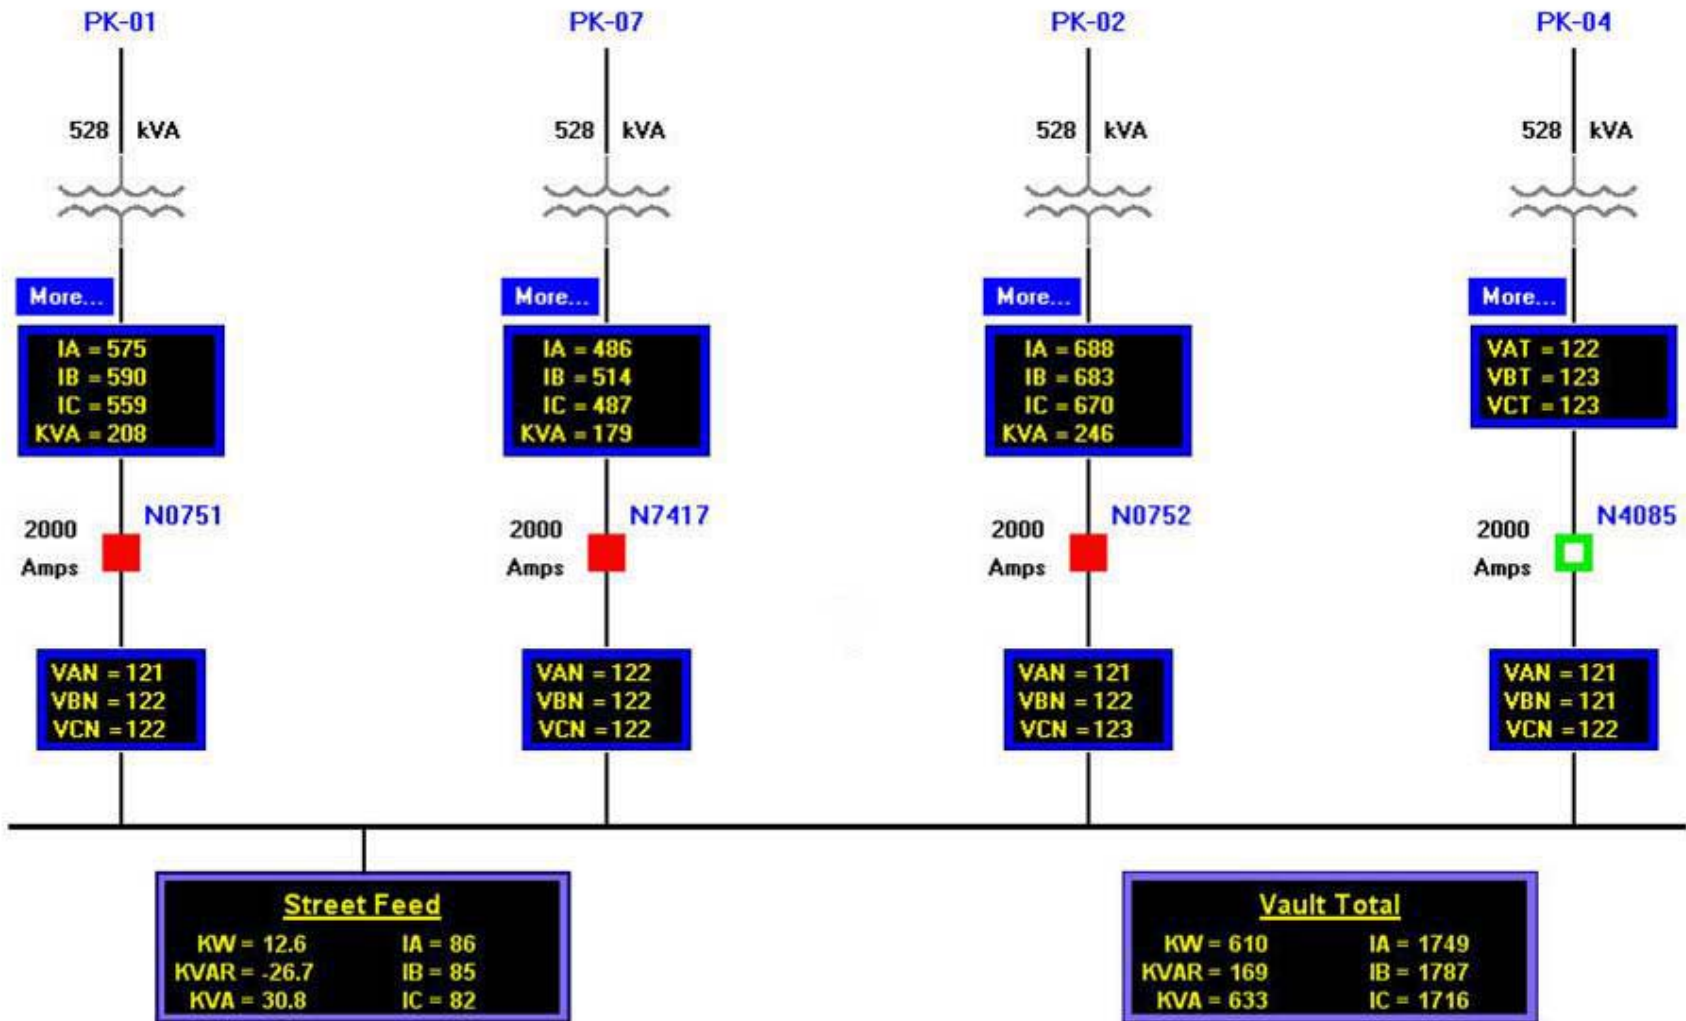 PK-01
PK-07
PK-02
PK-04
528 kVA
528 kVA
528 kVA
528 kVA
More...
More...
More...
More...
IA = 575
IB = 590
IC = 559
KVA = 208
IA = 486
IB = 514
IC = 487
KVA = 179
IA = 688
IB = 683
IC = 670
KVA = 246
VAT = 122
VBT = 123
VCT = 123
N0751
2000
Amps
N7417
2000
Amps
N0752
2000
Amps
N4085
2000
Amps
VAN = 121
VBN = 122
VCN = 122
VAN = 122
VBN = 122
VCN = 122
VAN = 121
VBN = 122
VCN = 123
VAN = 121
VBN = 121
VCN = 122
Street Feed
KW = 12.6 IA = 86
KVAR = -26.7 IB = 85
KVA = 30.8 IC = 82
Vault Total
KW = 610 IA = 1749
KVAR = 169 IB = 1787
KVA = 633 IC = 1716